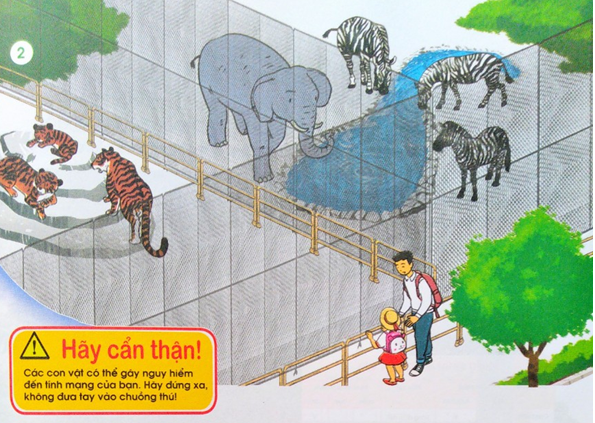 2
Hãy cẩn thận!
Các con vật có thể gây nguy hiểm
đến tính mạng của bạn. Hãy đứng xa,
không đưa tay vào chuồng thú!